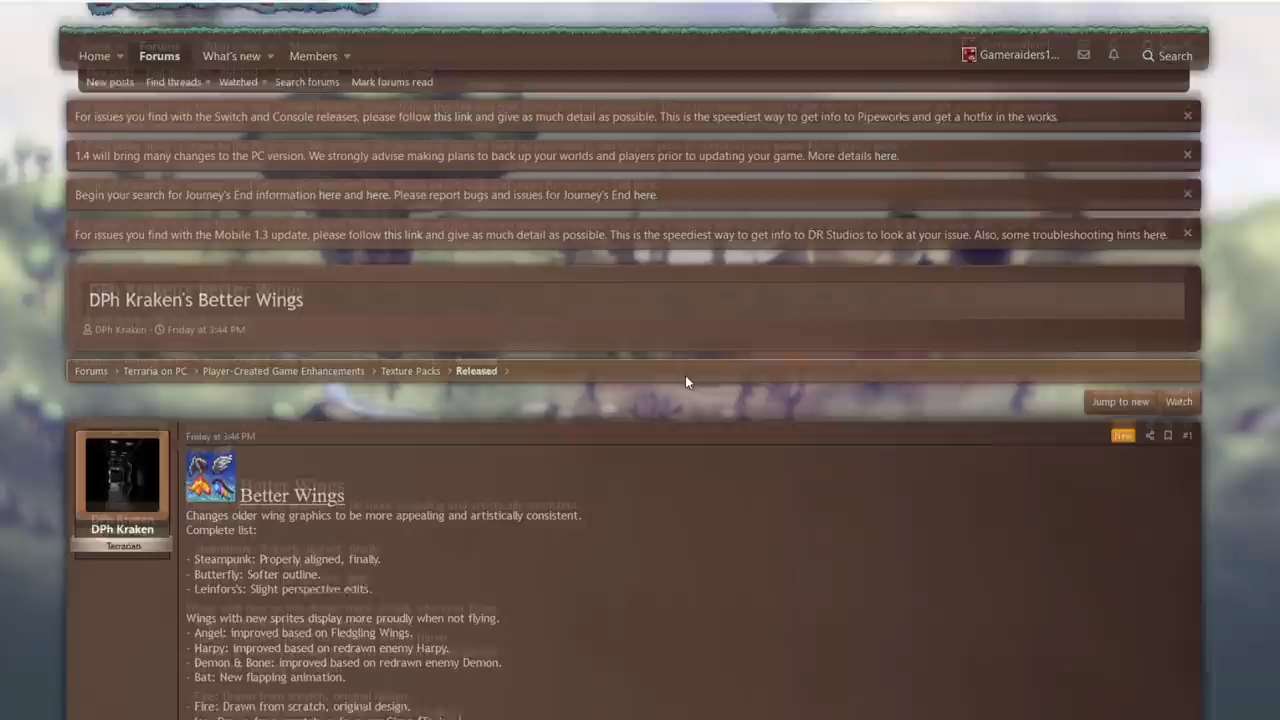 Home Forums What's new Members Gameraiders1... Search
New posts Find threads Watched Search forums Mark forums read
For issues you find with the Switch and Console releases, please follow this link and give as much detail as possible. This is the speediest way to get info to Pipeworks and get a hotfix in the works.
1.4 will bring many changes to the PC version. We strongly advise making plans to back up your worlds and players prior to updating your game. More details here.
Begin your search for Journey's End information here and here. Please report bugs and issues for Journey's End here.
For issues you find with the Mobile 1.3 update, please follow this link and give as much detail as possible. This is the speediest way to get info to DR Studios to look at your issue. Also, some troubleshooting hints here.
DPh Kraken's Better Wings
DPh Kraken · Friday at 3:44 PM
Forums > Terraria on PC > Player-Created Game Enhancements > Texture Packs > Released >
Jump to new Watch
Friday at 3:44 PM New #1
Better Wings
DPh Kraken
Terrarian
Changes older wing graphics to be more appealing and artistically consistent.
Complete list:
- Steampunk: Properly aligned, finally.
- Butterfly: Softer outline.
- Leinfors's: Slight perspective edits.
Wings with new sprites display more proudly when not flying.
- Angel: improved based on Fledgling Wings.
- Harpy: improved based on redrawn enemy Harpy.
- Demon & Bone: improved based on redrawn enemy Demon.
- Bat: New flapping animation.
- Fire: Drawn from scratch, original design.